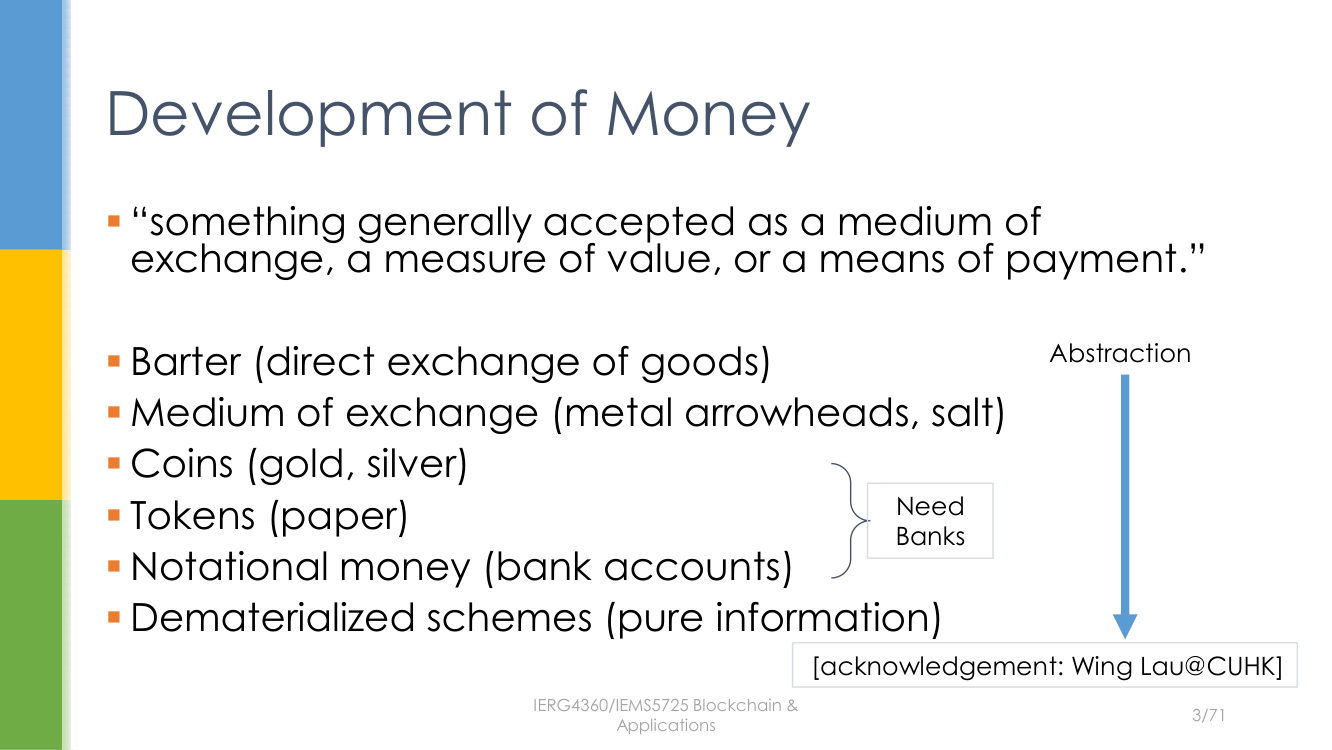 Development of Money
“something generally accepted as a medium of
exchange, a measure of value, or a means of payment.”
Barter (direct exchange of goods)
Abstraction
Medium of exchange (metal arrowheads, salt)
Coins (gold, silver)
Tokens (paper)
Need
Banks
Notational money (bank accounts)
Dematerialized schemes (pure information)
[acknowledgement: Wing Lau@CUHK]
IERG4360/IEMS5725 Blockchain &
Applications
3/71